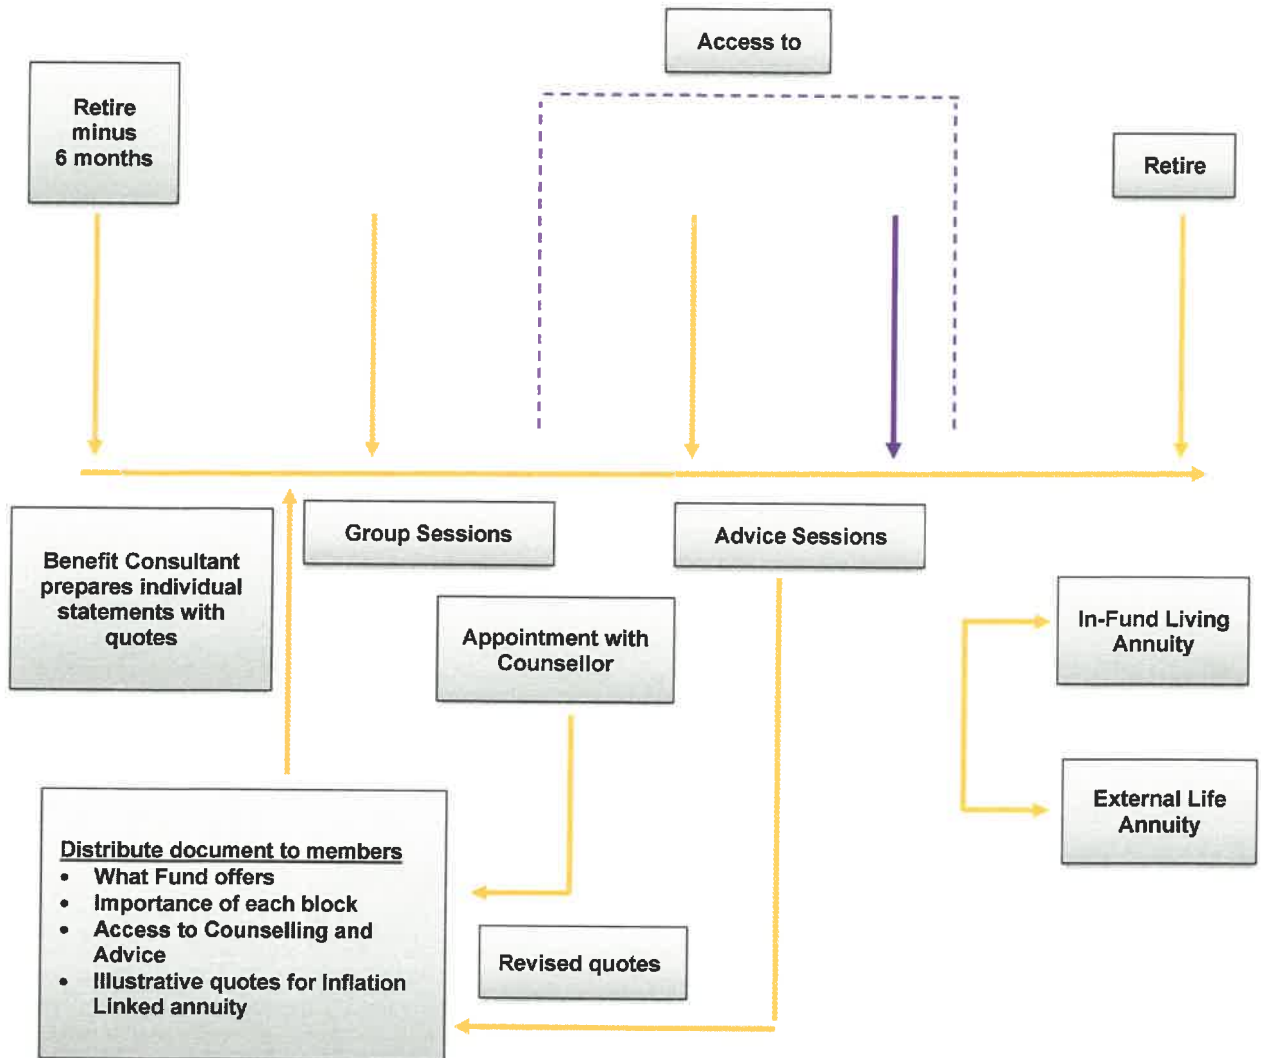 Access to
Retire
minus
6 months
Retire
Group Sessions
Advice Sessions
Benefit Consultant
prepares individual
statements with
quotes
Appointment with
Counsellor
In-Fund Living
Annuity
External Life
Annuity
Distribute document to members
• What Fund offers
• Importance of each block
• Access to Counselling and
Advice
• Illustrative quotes for Inflation
Linked annuity
Revised quotes